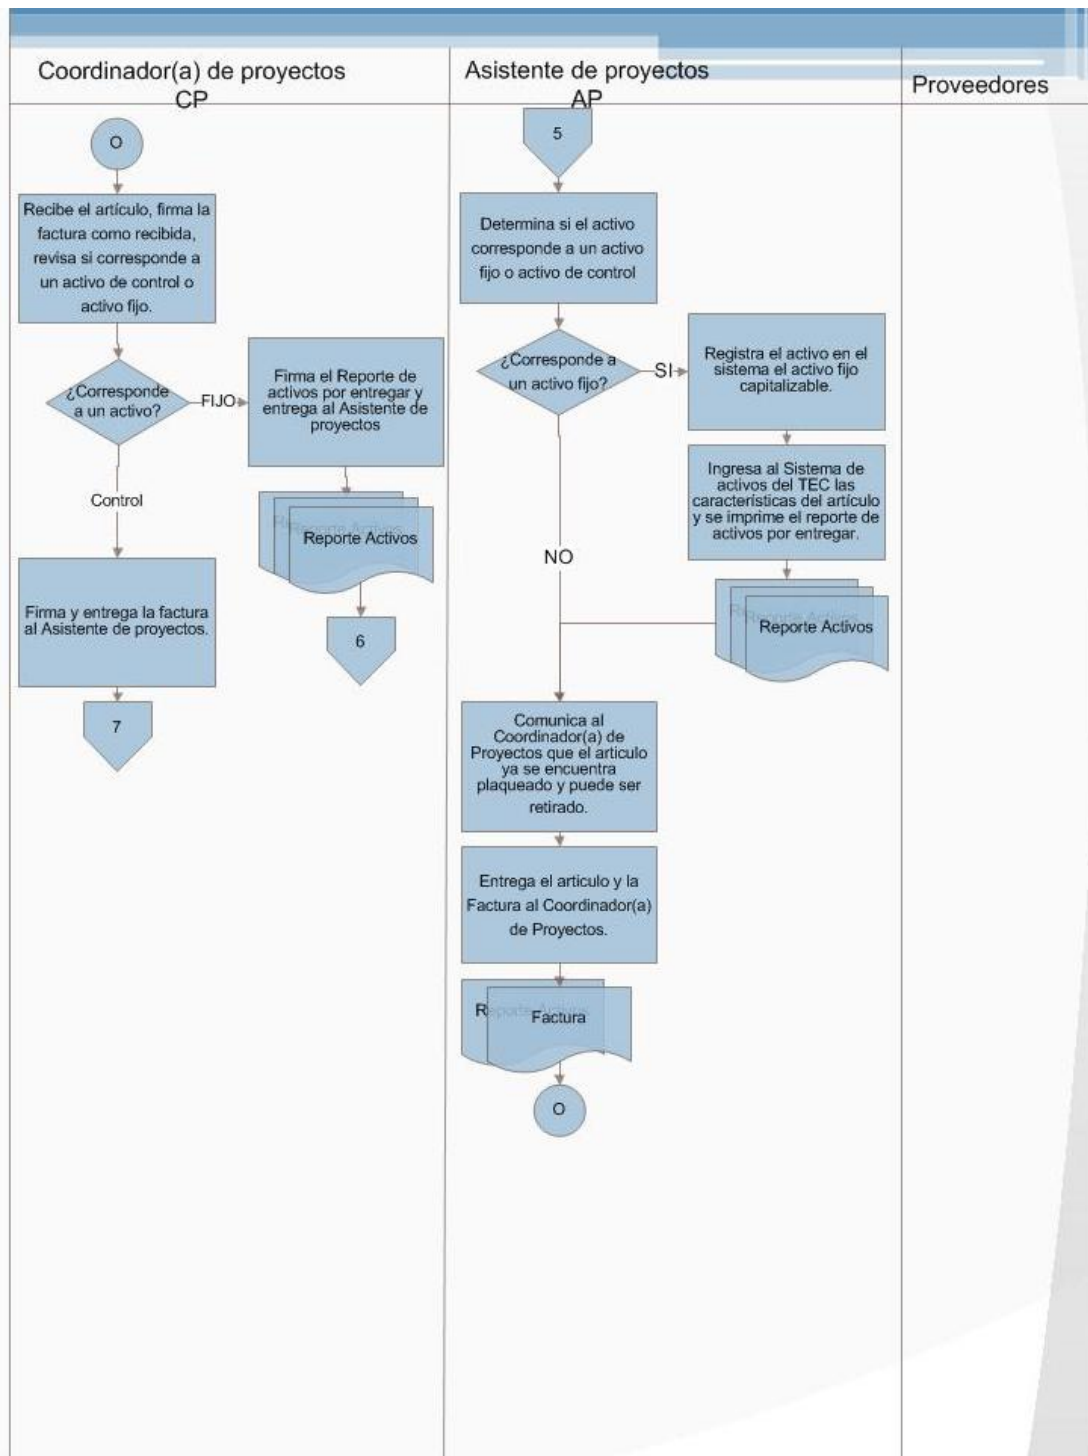 Coordinador(a) de proyectos
CP
Asistente de proyectos
AP
Proveedores
O
Recibe el artículo, firma la
factura como recibida,
revisa si corresponde a
un activo de control o
activo fijo.
¿Corresponde
a un activo?
FIJO
Firma el Reporte de
activos por entregar y
entrega al Asistente de
proyectos
Reporte Activos
6
Control
Firma y entrega la factura
al Asistente de proyectos.
7
5
Determina si el activo
corresponde a un activo
fijo o activo de control
¿Corresponde a
un activo fijo?
SI
Registra el activo en el
sistema el activo fijo
capitalizable.
Ingresa al Sistema de
activos del TEC las
características del artículo
y se imprime el reporte de
activos por entregar.
Reporte Activos
NO
Comunica al
Coordinador(a) de
Proyectos que el articulo
ya se encuentra
plaqueado y puede ser
retirado.
Entrega el articulo y la
Factura al Coordinador(a)
de Proyectos.
Reporte Activos
Factura
O